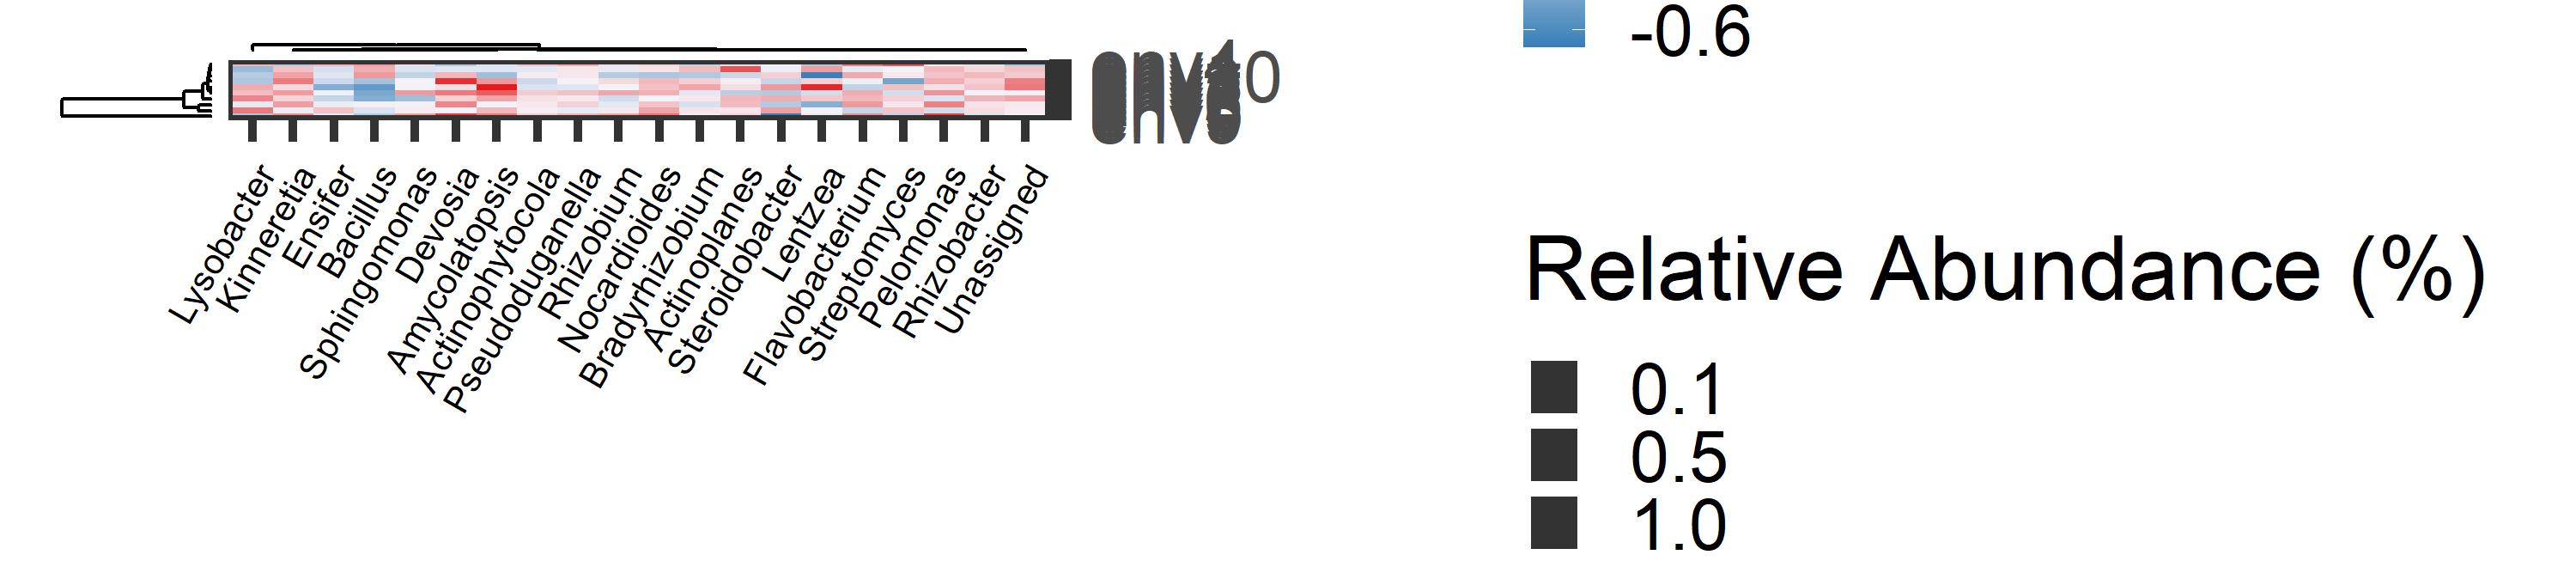 -0.6
Lysobacter
Kinneretia
Ensifer
Bacillus
Sphingomonas
Devosia
Amycolatopsis
Actinophytocola
Pseudoduganella
Rhizobium
Nocardioides
Bradyrhizobium
Actinoplanes
Steroidobacter
Lentzea
Flavobacterium
Streptomyces
Pelomonas
Rhizobacter
Unassigned
Relative Abundance (%)
0.1
0.5
1.0